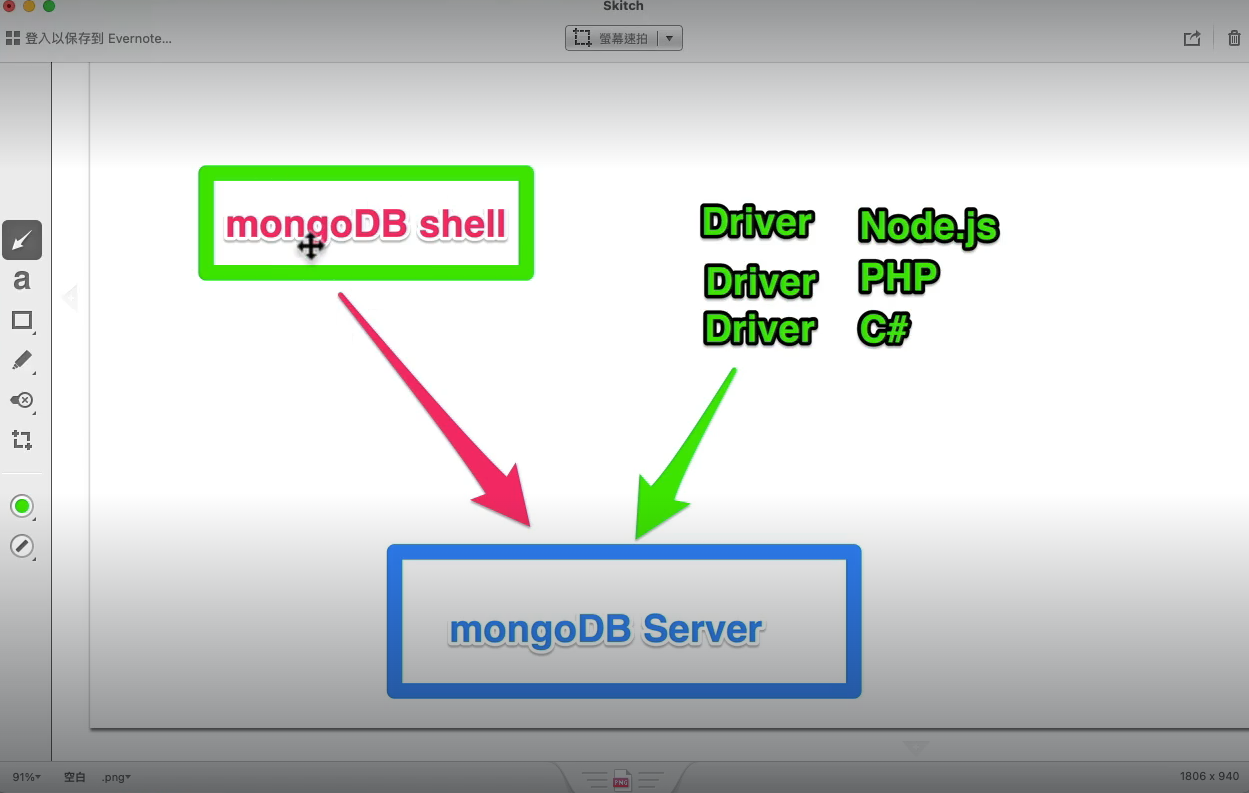 Skitch
登入以保存到 Evernote...
螢幕速拍
mongoDB shell
Driver Node.js
Driver PHP
Driver C#
a
mongoDB Server
91%
空白
.png
PNG
1806 x 940